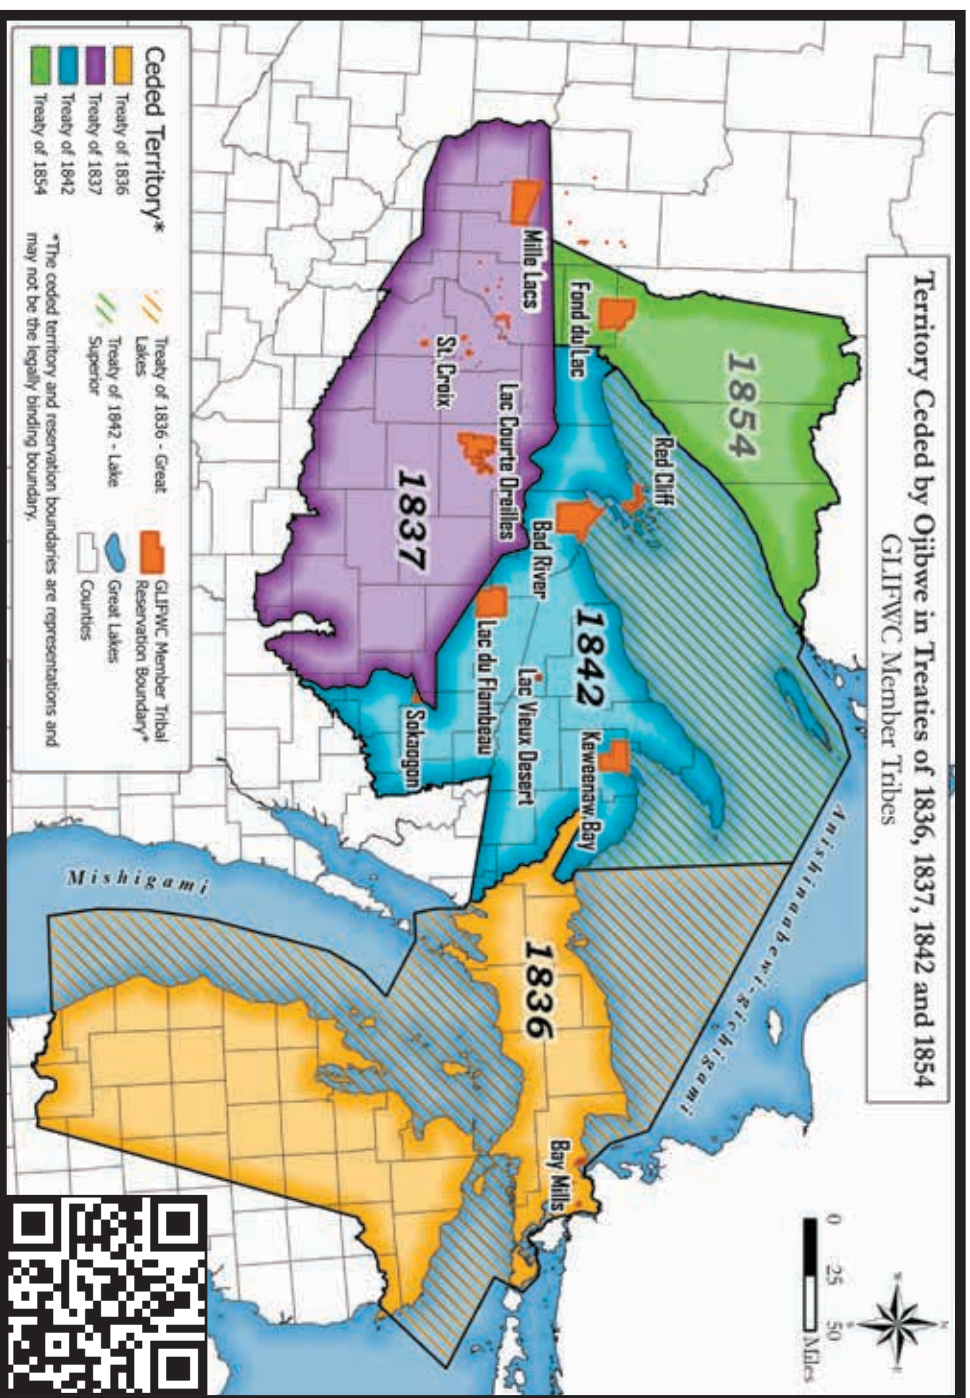 Territory Ceded by Ojibwe in Treaties of 1836, 1837, 1842 and 1854
GLIFWC Member Tribes
N
0 25 50
Miles
Anishinaabewi-gichigami
1854
Fond du Lac
Red Cliff
Mille Lacs
Bad River
1842
Keweenaw Bay
St. Croix
Lac Courte Oreilles
Lac Vieux Desert
Lac du Flambeau
1837
Sokaogon
1836
Bay Mills
Mishigami
Ceded Territory*
Treaty of 1836
Treaty of 1837
Treaty of 1842
Treaty of 1854
Treaty of 1836 - Great
Lakes
Treaty of 1842 - Lake
Superior
GLIFWC Member Tribal
Reservation Boundary*
Great Lakes
Counties
*The ceded territory and reservation boundaries are representations and
may not be the legally binding boundary.